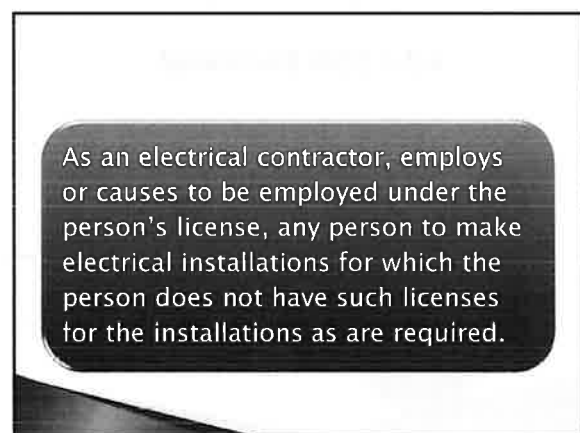 As an electrical contractor, employs
or causes to be employed under the
person's license, any person to make
electrical installations for which the
person does not have such licenses
for the installations as are required.